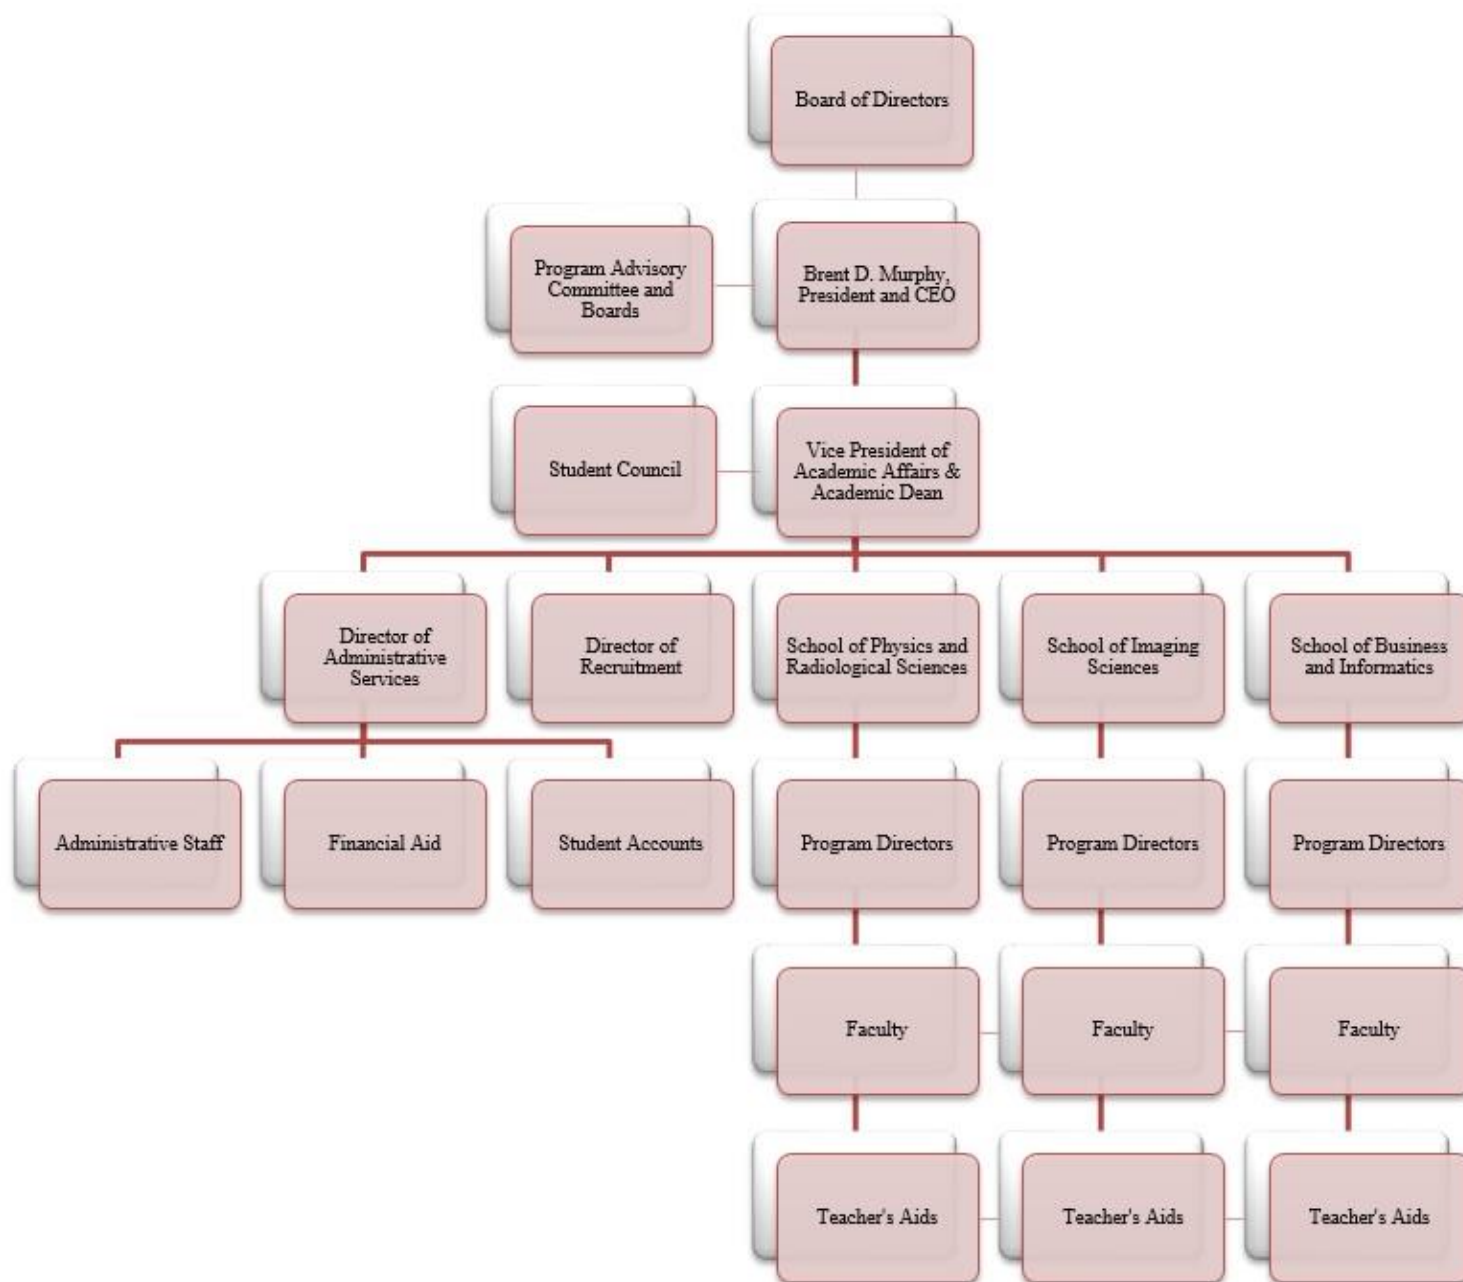 Board of Directors
Program Advisory
Committee and
Boards
Brent D. Murphy,
President and CEO
Student Council
Vice President of
Academic Affairs &
Academic Dean
Director of
Administrative
Services
Director of
Recruitment
School of Physics and
Radiological Sciences
School of Imaging
Sciences
School of Business
and Informatics
Administrative Staff
Financial Aid
Student Accounts
Program Directors
Program Directors
Program Directors
Faculty
Faculty
Faculty
Teacher's Aids
Teacher's Aids
Teacher's Aids